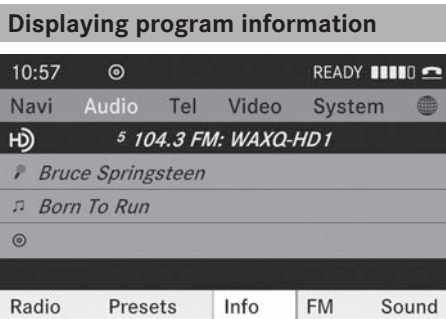 Displaying program information
10:57 READY
Navi Audio Tel Video System
HD 5 104.3 FM: WAXQ-HD1
Bruce Springsteen
Born To Run
Radio Presets Info FM Sound